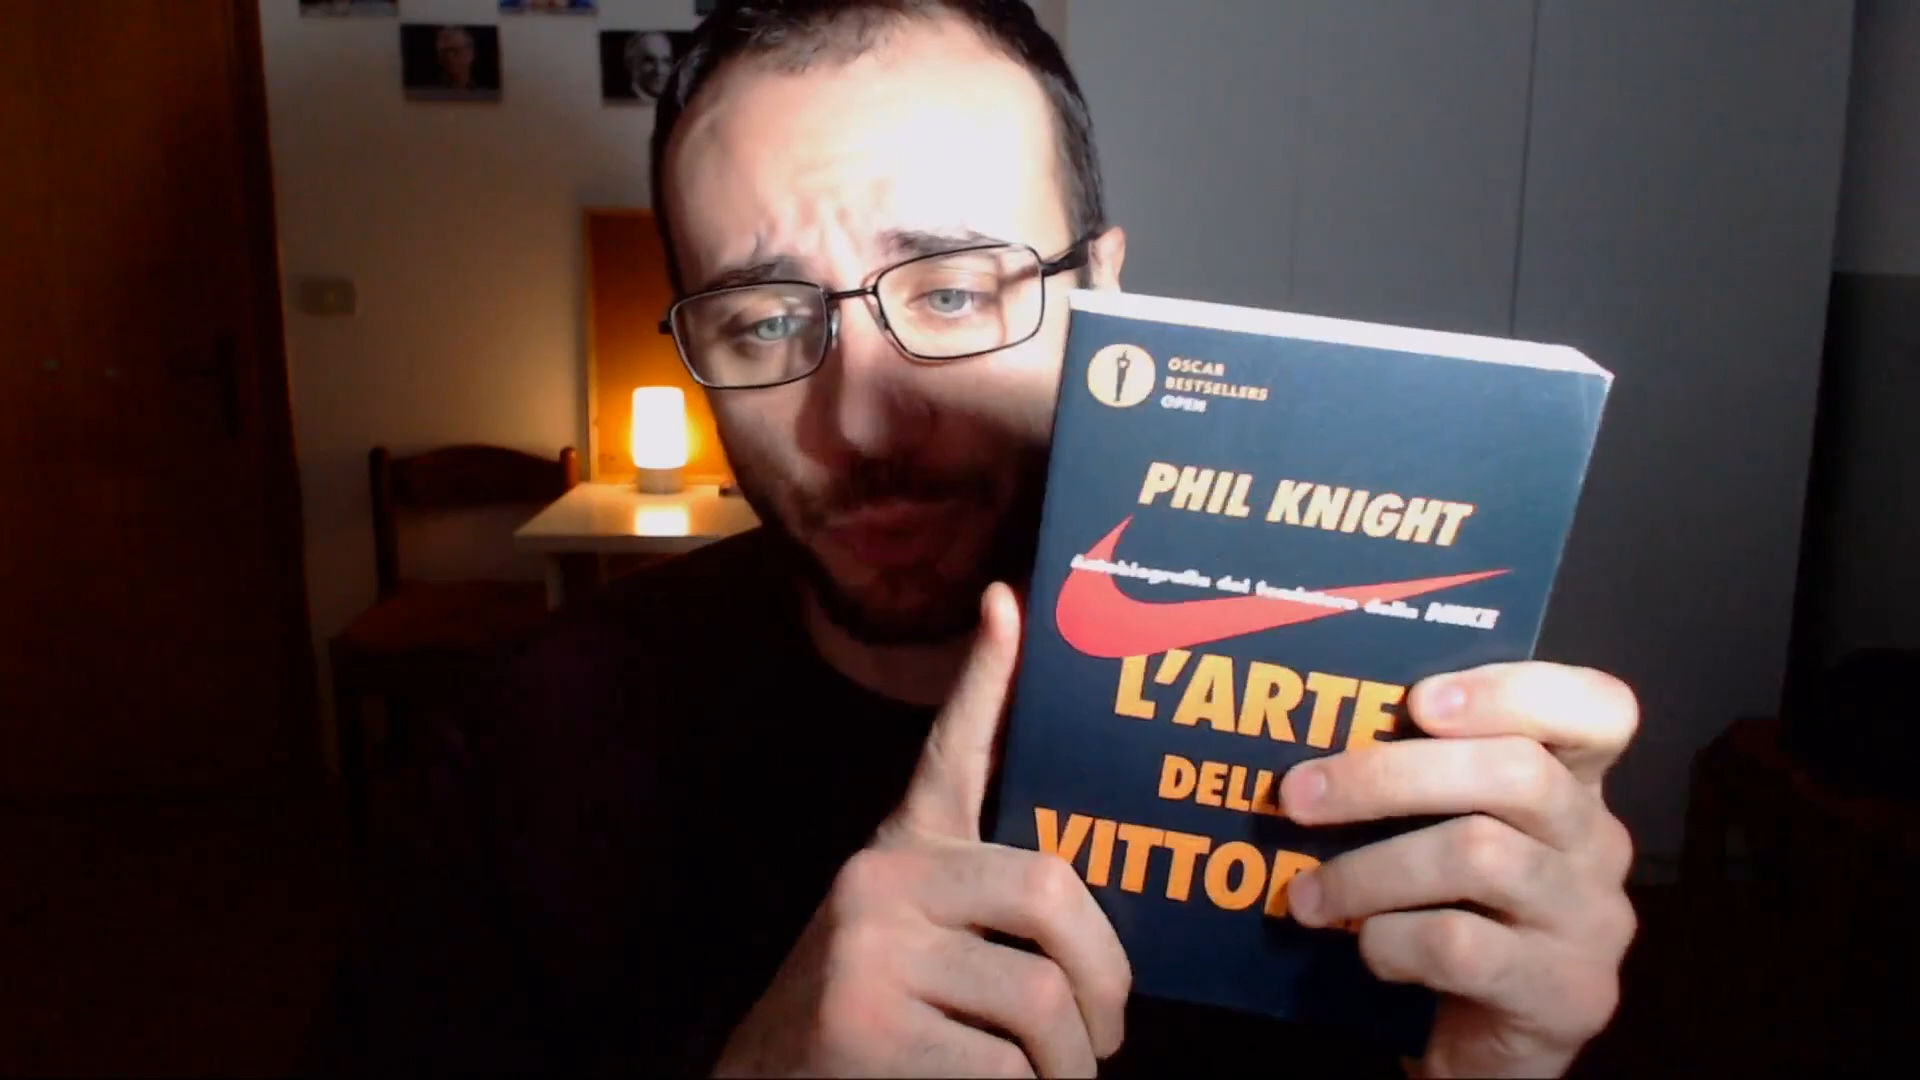 OSCAR
BESTSELLERS
OPEN
PHIL KNIGHT
Autobiografia del fondatore della NIKE
L'ARTE
DELL
VITTOR